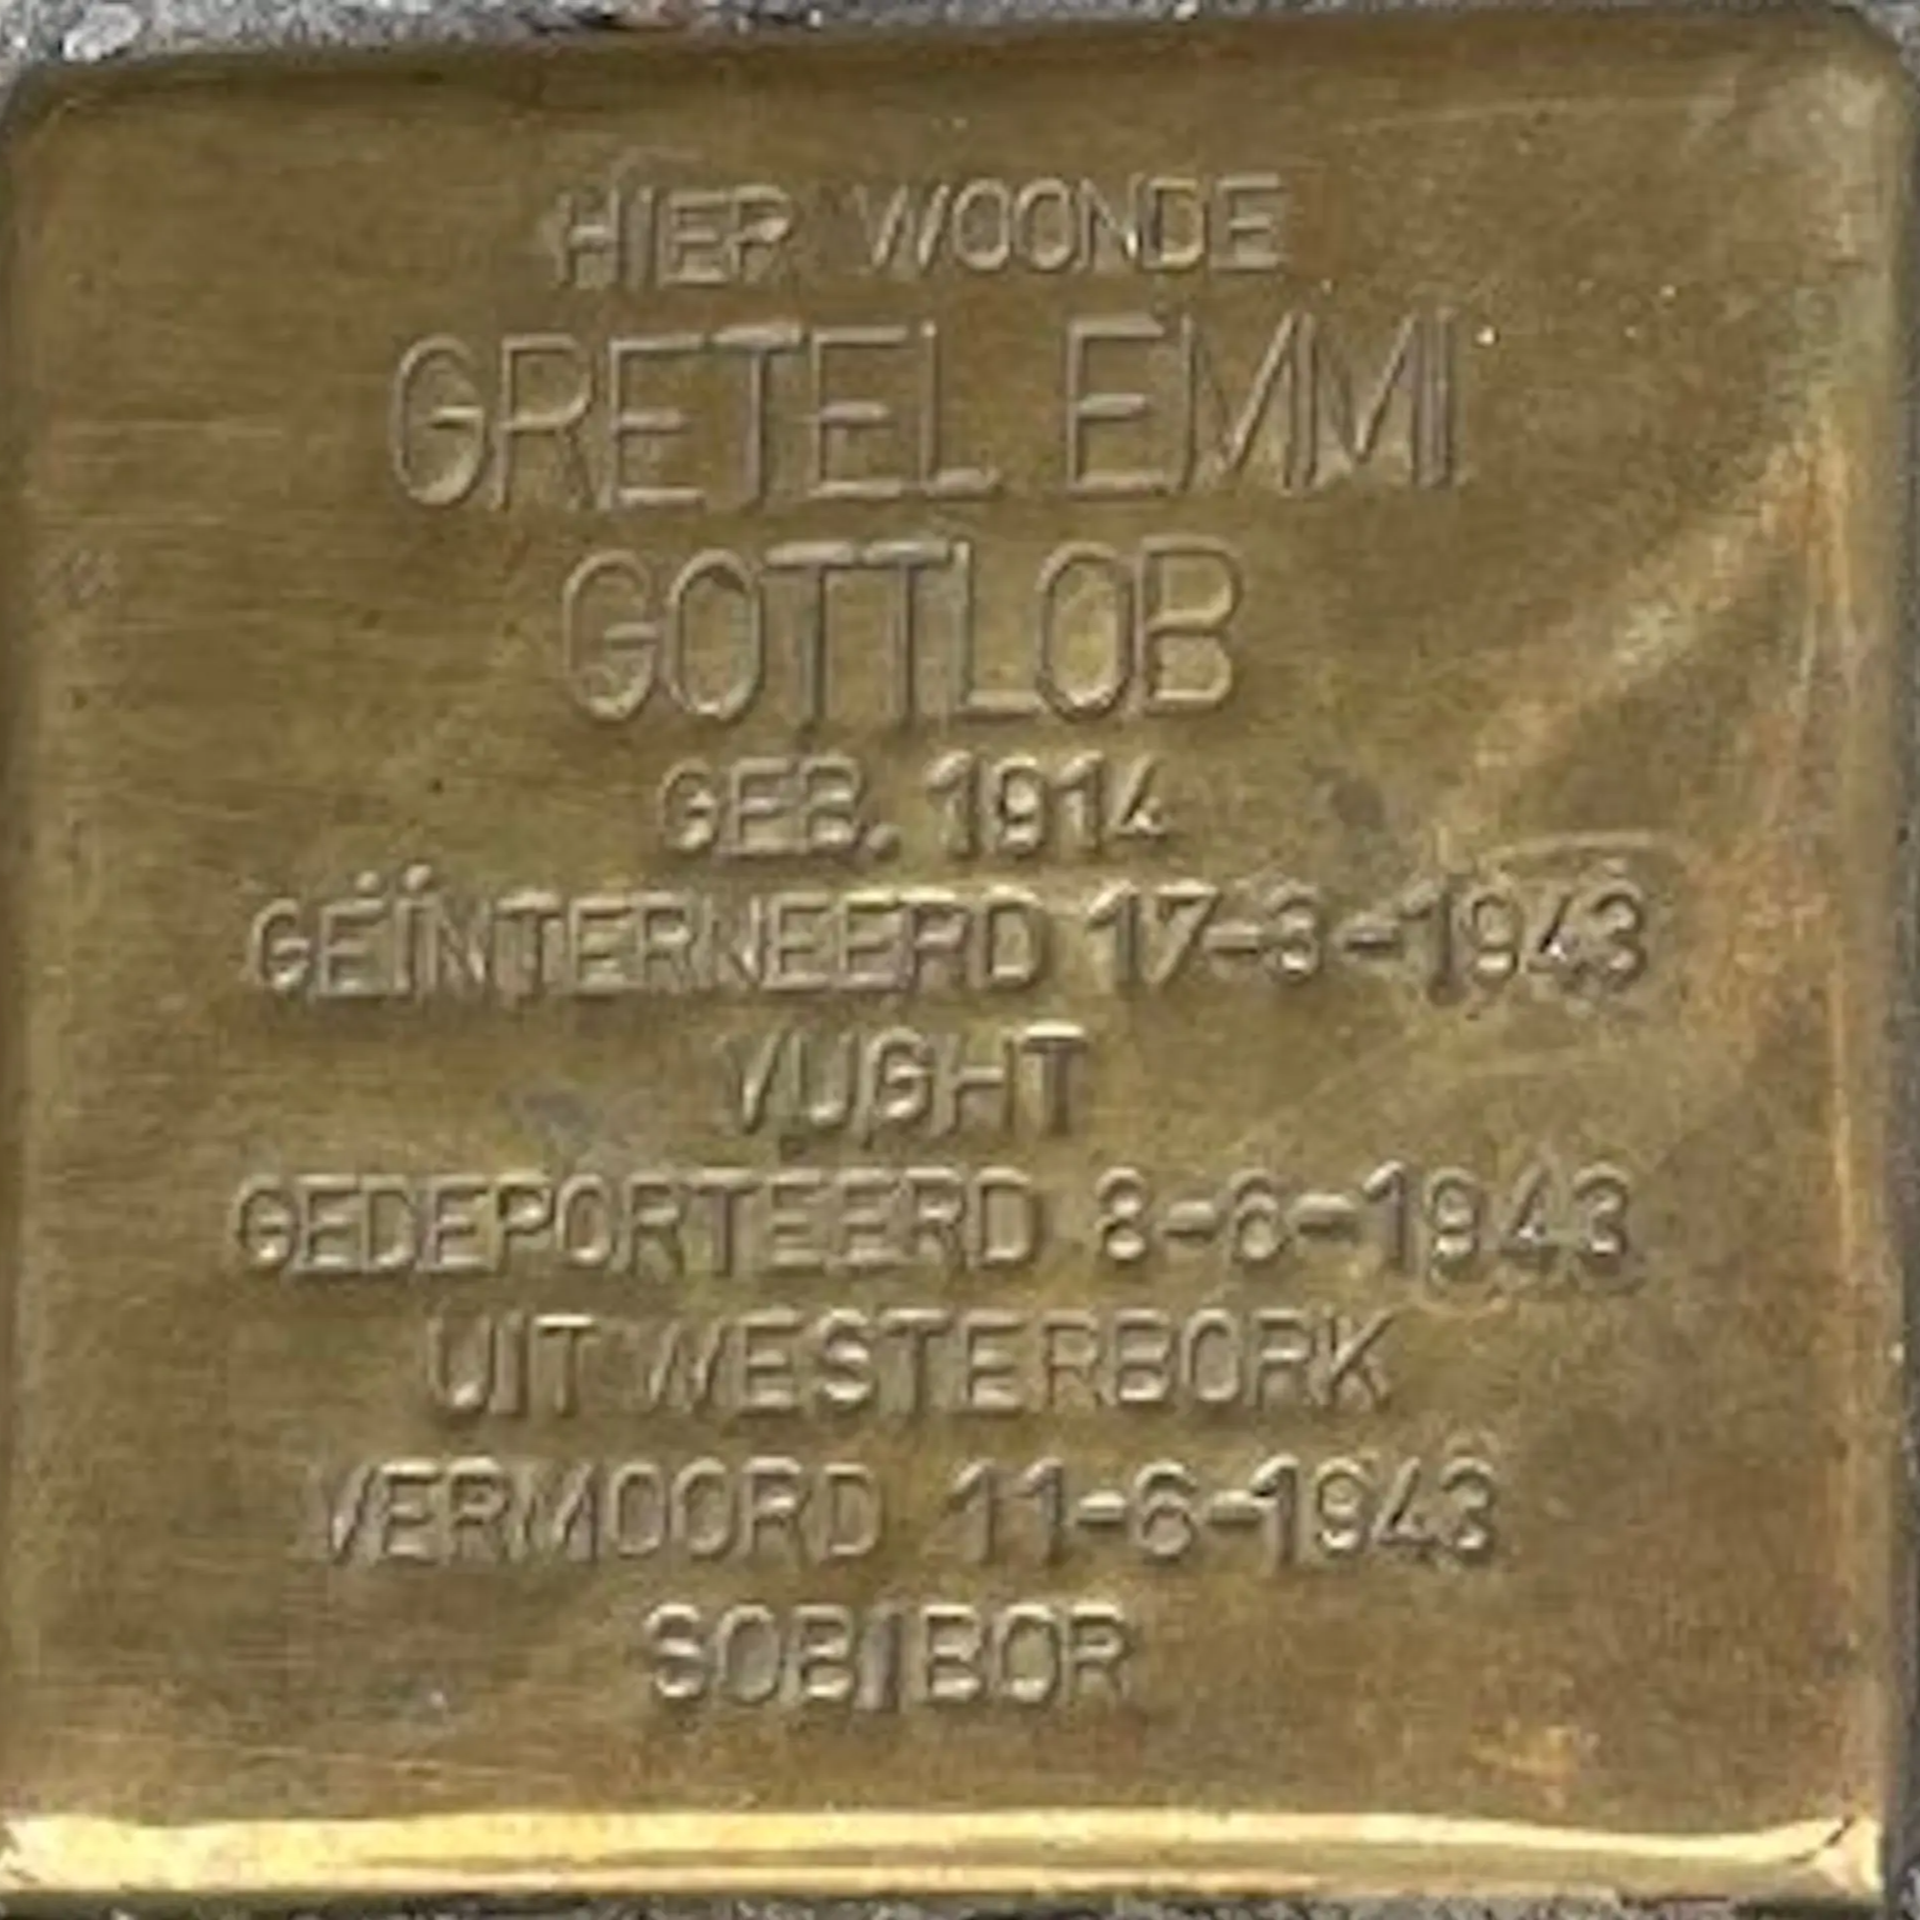 HIER WOONDE
GRETEL EMMI
GOTTLOB
GEB. 1914
GEÏNTERNEERD 17-3-1943
VUGHT
GEDEPORTEERD 8-6-1943
UIT WESTERBORK
VERMOORD 11-6-1943
SOBIBOR